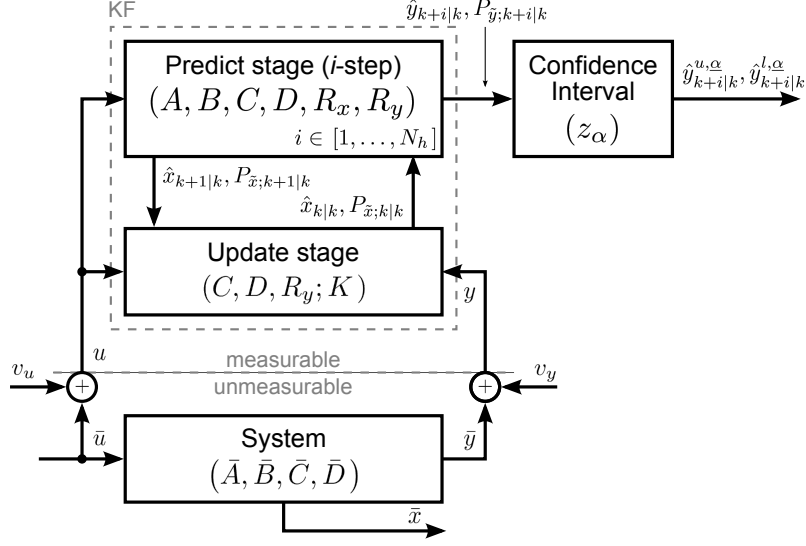 KF
ŷ_{k+i|k}, P_{ỹ;k+i|k}
Predict stage (i-step)
(A, B, C, D, R_x, R_y)
i ∈ [1, . . . , N_h]
Confidence
Interval
(z_α)
ŷ^{u,α̲}_{k+i|k}, ŷ^{l,α̲}_{k+i|k}
x̂_{k+1|k}, P_{x̃;k+1|k}
x̂_{k|k}, P_{x̃;k|k}
Update stage
(C, D, R_y; K)
y
u
measurable
unmeasurable
v_u
+
+
v_y
ū
System
(Ā, B̄, C̄, D̄)
ȳ
x̄